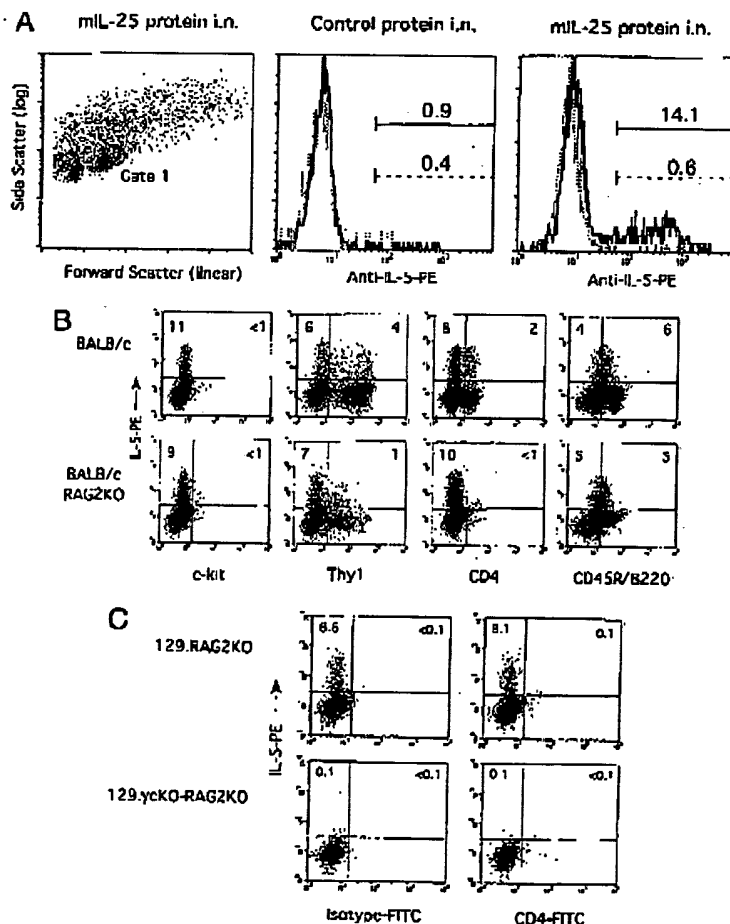 A
mIL-25 protein i.n.
Control protein i.n.
mIL-25 protein i.n.
Side Scatter (log)
Gate 1
Forward Scatter (linear)
0.9
0.4
Anti-IL-5-PE
14.1
0.6
Anti-IL-5-PE
B
BALB/c
11 <1
6 4
8 2
4 6
IL-5-PE
BALB/c
RAG2KO
9 <1
7 1
10 <1
5
c-kit
Thy1
CD4
CD45R/B220
C
129.RAG2KO
6.6 <0.1
8.1 0.1
IL-5-PE
129.γcKO-RAG2KO
0.1 <0.1
0.1 <0.1
Isotype-FITC
CD4-FITC